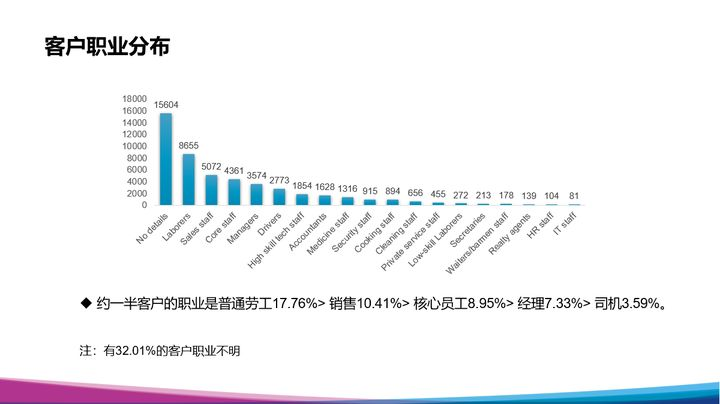 客户职业分布
18000
16000
14000
12000
10000
8000
6000
4000
2000
0
15604
8655
5072
4361
3574
2773
1854
1628
1316
915
894
656
455
272
213
178
139
104
81
No details
Laborers
Sales staff
Core staff
Managers
Drivers
High skill tech staff
Accountants
Medicine staff
Security staff
Cooking staff
Cleaning staff
Private service staff
Low-skill Laborers
Secretaries
Waiters/barmen staff
Realty agents
HR staff
IT staff
◆ 约一半客户的职业是普通劳工17.76%> 销售10.41%> 核心员工8.95%> 经理7.33%> 司机3.59%。
注：有32.01%的客户职业不明